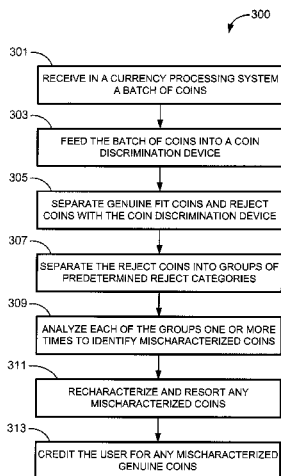 300
301
RECEIVE IN A CURRENCY PROCESSING SYSTEM
A BATCH OF COINS
303
FEED THE BATCH OF COINS INTO A COIN
DISCRIMINATION DEVICE
305
SEPARATE GENUINE FIT COINS AND REJECT
COINS WITH THE COIN DISCRIMINATION DEVICE
307
SEPARATE THE REJECT COINS INTO GROUPS OF
PREDETERMINED REJECT CATEGORIES
309
ANALYZE EACH OF THE GROUPS ONE OR MORE
TIMES TO IDENTIFY MISCHARACTERIZED COINS
311
RECHARACTERIZE AND RESORT ANY
MISCHARACTERIZED COINS
313
CREDIT THE USER FOR ANY MISCHARACTERIZED
GENUINE COINS